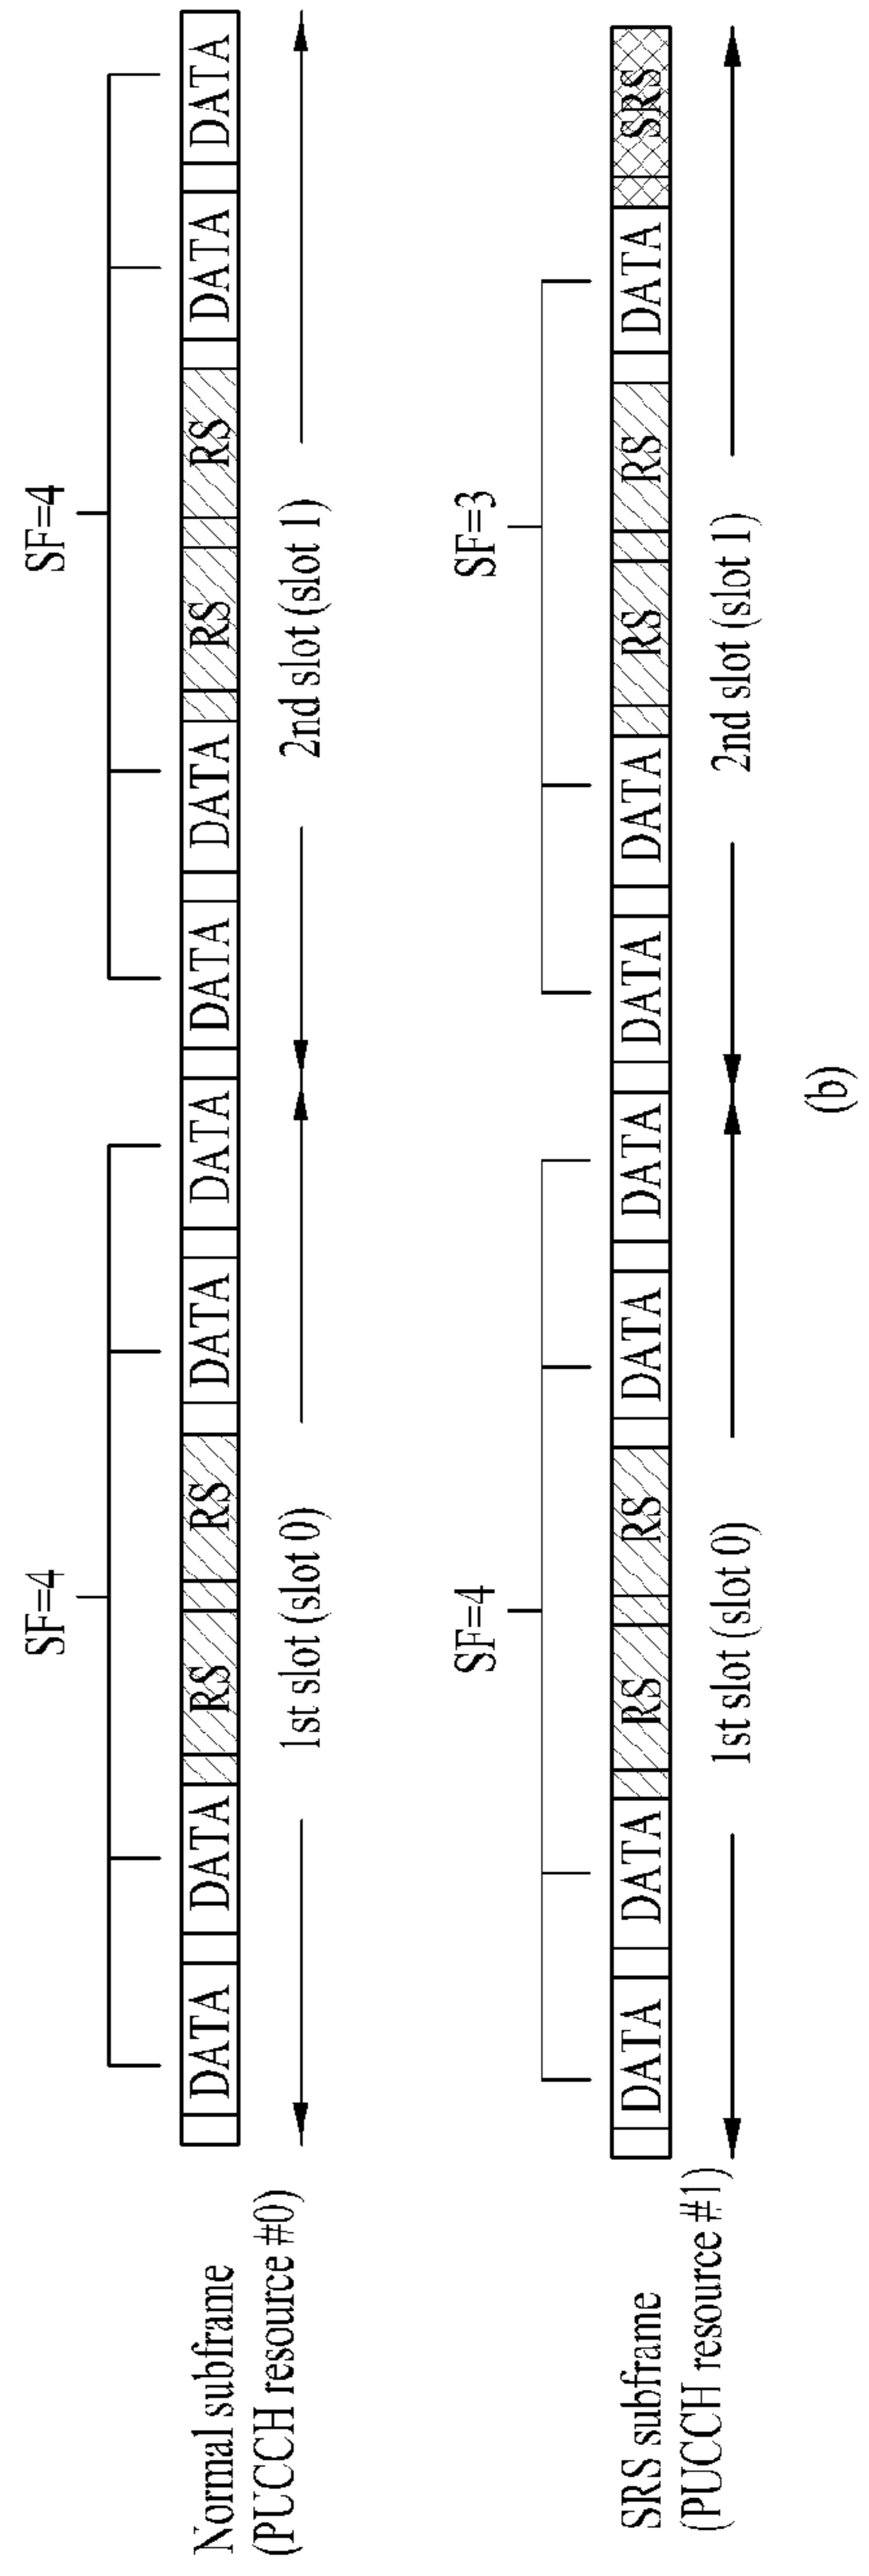 SF=4 SF=4
Normal subframe
(PUCCH resource #0)
DATA DATA RS RS DATA DATA DATA DATA RS RS DATA DATA
1st slot (slot 0) 2nd slot (slot 1)
SF=4 SF=3
SRS subframe
(PUCCH resource #1)
DATA DATA RS RS DATA DATA DATA DATA RS RS DATA SRS
1st slot (slot 0) 2nd slot (slot 1)
(b)